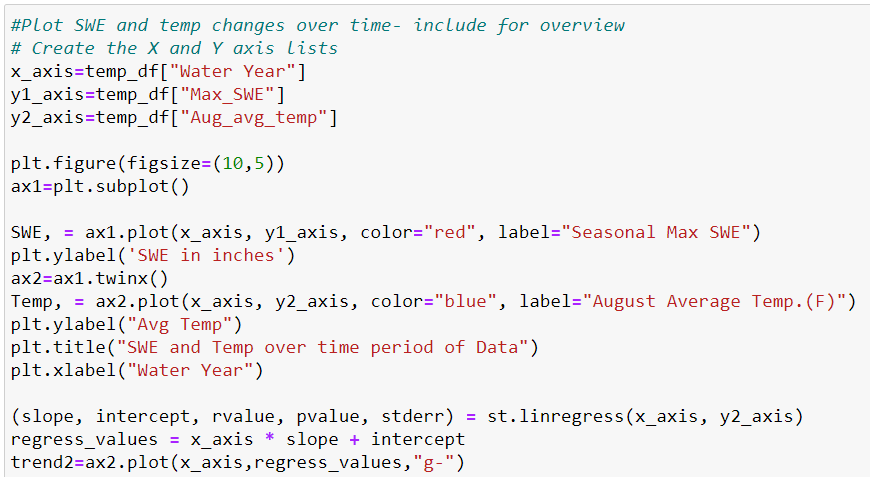 #Plot SWE and temp changes over time- include for overview
# Create the X and Y axis lists
x_axis=temp_df["Water Year"]
y1_axis=temp_df["Max_SWE"]
y2_axis=temp_df["Aug_avg_temp"]
plt.figure(figsize=(10,5))
ax1=plt.subplot()
SWE, = ax1.plot(x_axis, y1_axis, color="red", label="Seasonal Max SWE")
plt.ylabel('SWE in inches')
ax2=ax1.twinx()
Temp, = ax2.plot(x_axis, y2_axis, color="blue", label="August Average Temp.(F)")
plt.ylabel("Avg Temp")
plt.title("SWE and Temp over time period of Data")
plt.xlabel("Water Year")
(slope, intercept, rvalue, pvalue, stderr) = st.linregress(x_axis, y2_axis)
regress_values = x_axis * slope + intercept
trend2=ax2.plot(x_axis,regress_values,"g-")